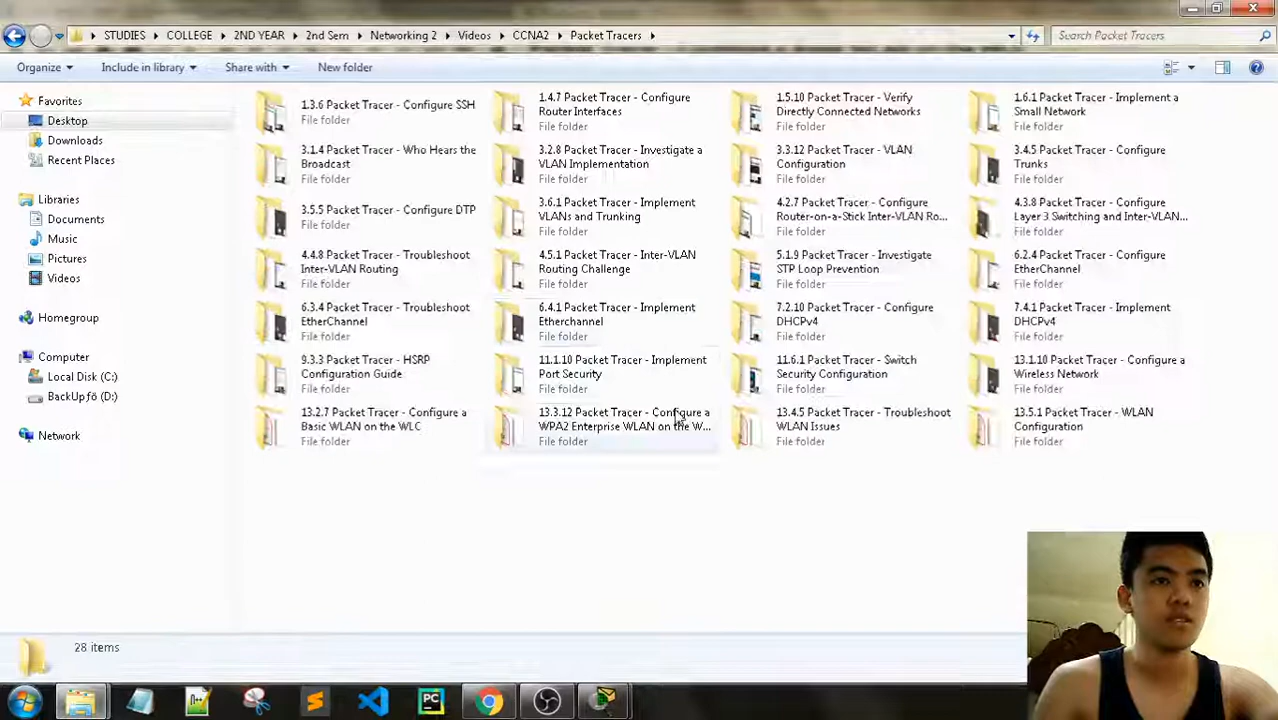 STUDIES COLLEGE 2ND YEAR 2nd Sem Networking 2 Videos CCNA2 Packet Tracers
Search Packet Tracers
Organize Include in library Share with New folder
Favorites
Desktop
Downloads
Recent Places
Libraries
Documents
Music
Pictures
Videos
Homegroup
Computer
Local Disk (C:)
BackUpƒö (D:)
Network
1.3.6 Packet Tracer - Configure SSH
File folder
1.4.7 Packet Tracer - Configure
Router Interfaces
File folder
1.5.10 Packet Tracer - Verify
Directly Connected Networks
File folder
1.6.1 Packet Tracer - Implement a
Small Network
File folder
3.1.4 Packet Tracer - Who Hears the
Broadcast
File folder
3.2.8 Packet Tracer - Investigate a
VLAN Implementation
File folder
3.3.12 Packet Tracer - VLAN
Configuration
File folder
3.4.5 Packet Tracer - Configure
Trunks
File folder
3.5.5 Packet Tracer - Configure DTP
File folder
3.6.1 Packet Tracer - Implement
VLANs and Trunking
File folder
4.2.7 Packet Tracer - Configure
Router-on-a-Stick Inter-VLAN Ro...
File folder
4.3.8 Packet Tracer - Configure
Layer 3 Switching and Inter-VLAN...
File folder
4.4.8 Packet Tracer - Troubleshoot
Inter-VLAN Routing
File folder
4.5.1 Packet Tracer - Inter-VLAN
Routing Challenge
File folder
5.1.9 Packet Tracer - Investigate
STP Loop Prevention
File folder
6.2.4 Packet Tracer - Configure
EtherChannel
File folder
6.3.4 Packet Tracer - Troubleshoot
EtherChannel
File folder
6.4.1 Packet Tracer - Implement
Etherchannel
File folder
7.2.10 Packet Tracer - Configure
DHCPv4
File folder
7.4.1 Packet Tracer - Implement
DHCPv4
File folder
9.3.3 Packet Tracer - HSRP
Configuration Guide
File folder
11.1.10 Packet Tracer - Implement
Port Security
File folder
11.6.1 Packet Tracer - Switch
Security Configuration
File folder
13.1.10 Packet Tracer - Configure a
Wireless Network
File folder
13.2.7 Packet Tracer - Configure a
Basic WLAN on the WLC
File folder
13.3.12 Packet Tracer - Configure a
WPA2 Enterprise WLAN on the W...
File folder
13.4.5 Packet Tracer - Troubleshoot
WLAN Issues
File folder
13.5.1 Packet Tracer - WLAN
Configuration
File folder
28 items
PC